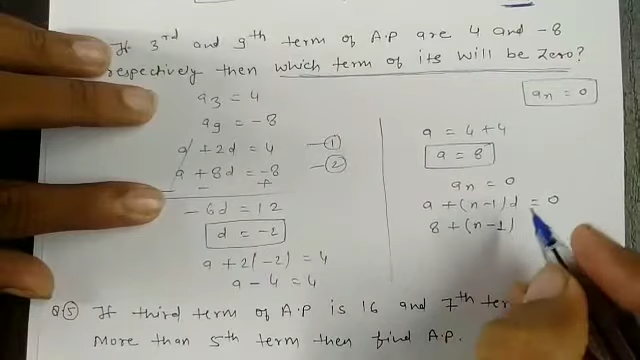 If 3rd and 9th term of A.P are 4 and -8
respectively then which term of its will be zero?
an = 0
a3 = 4
a9 = -8
a + 2d = 4 —①
a + 8d = -8 —②
- +
-6d = 12
d = -2
a + 2(-2) = 4
a - 4 = 4
a = 4 + 4
a = 8
an = 0
a + (n-1)d = 0
8 + (n-1)
Q.⑤ If third term of A.P is 16 and 7th
More than 5th term then find A.P.